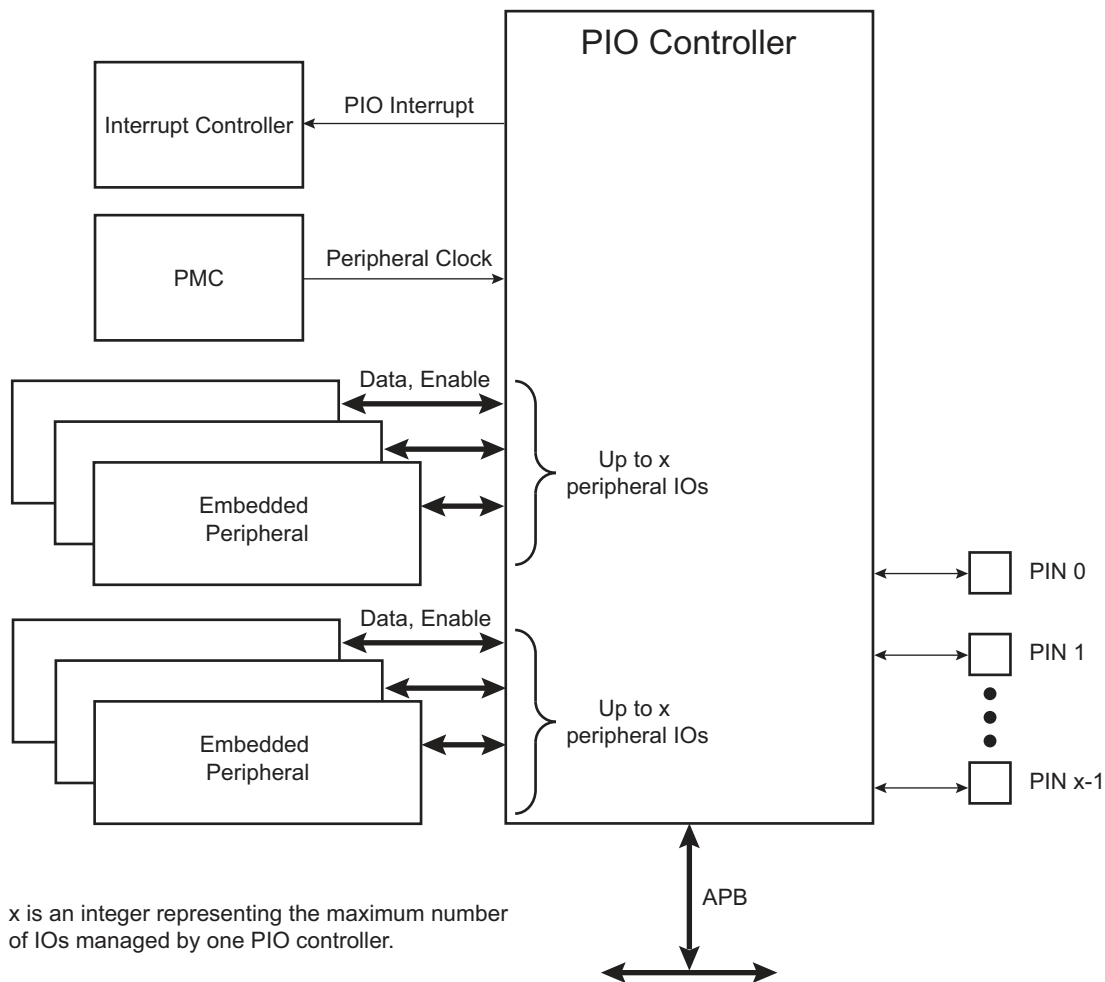 PIO Controller
PIO Interrupt
Interrupt Controller
Peripheral Clock
PMC
Data, Enable
Up to x
peripheral IOs
Embedded
Peripheral
PIN 0
Data, Enable
PIN 1
Up to x
peripheral IOs
Embedded
Peripheral
PIN x-1
APB
x is an integer representing the maximum number
of IOs managed by one PIO controller.